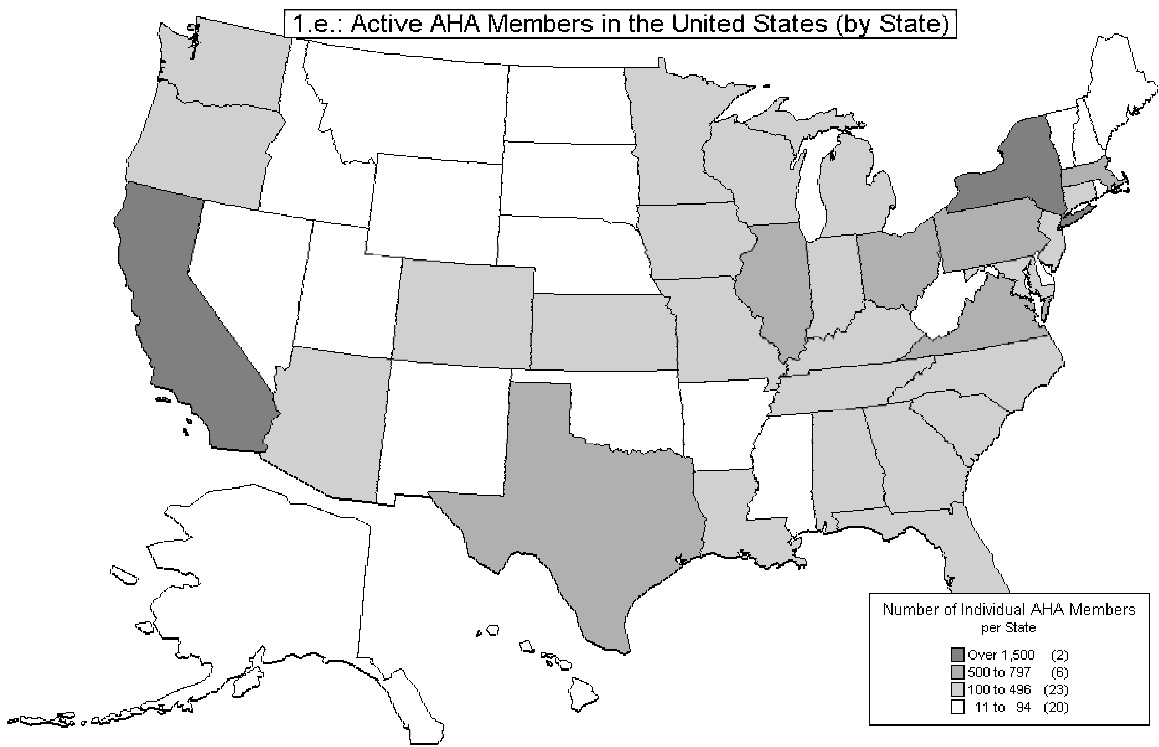 1.e.: Active AHA Members in the United States (by State)
Number of Individual AHA Members
per State
Over 1,500 (2)
500 to 797 (6)
100 to 496 (23)
11 to 94 (20)